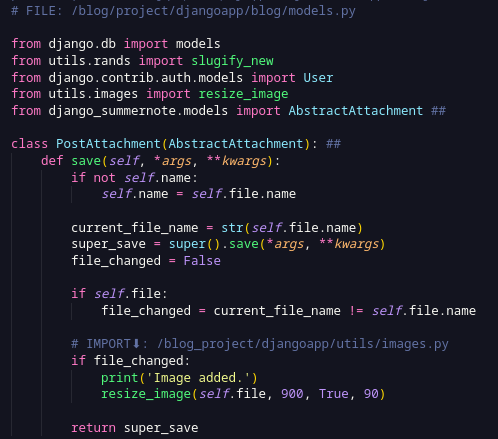 # FILE: /blog/project/djangoapp/blog/models.py
from django.db import models
from utils.rands import slugify_new
from django.contrib.auth.models import User
from utils.images import resize_image
from django_summernote.models import AbstractAttachment ##
class PostAttachment(AbstractAttachment): ##
    def save(self, *args, **kwargs):
        if not self.name:
            self.name = self.file.name
        current_file_name = str(self.file.name)
        super_save = super().save(*args, **kwargs)
        file_changed = False
        if self.file:
            file_changed = current_file_name != self.file.name
        # IMPORT⬇: /blog_project/djangoapp/utils/images.py
        if file_changed:
            print('Image added.')
            resize_image(self.file, 900, True, 90)
        return super_save